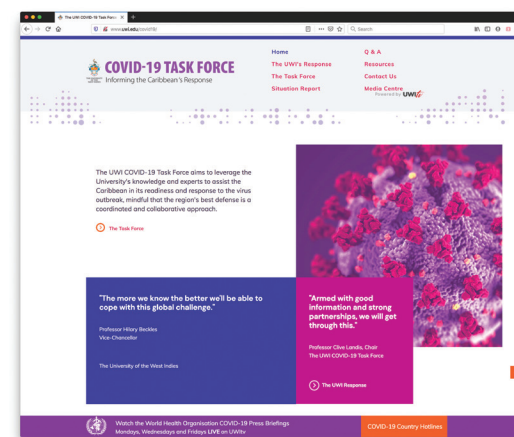 The UWI COVID-19 Task Forc
www.uwi.edu/covid19/
Search
COVID-19 TASK FORCE
Informing the Caribbean's Response
Home
The UWI's Response
The Task Force
Situation Report
Q & A
Resources
Contact Us
Media Centre
Powered by UWItv
The UWI COVID-19 Task Force aims to leverage the
University's knowledge and experts to assist the
Caribbean in its readiness and response to the virus
outbreak, mindful that the region's best defense is a
coordinated and collaborative approach.
The Task Force
"The more we know the better we'll be able to
cope with this global challenge."
Professor Hilary Beckles
Vice-Chancellor
The University of the West Indies
"Armed with good
information and strong
partnerships, we will get
through this."
Professor Clive Landis, Chair
The UWI COVID-19 Task Force
The UWI Response
Watch the World Health Organisation COVID-19 Press Briefings
Mondays, Wednesdays and Fridays LIVE on UWItv
COVID-19 Country Hotlines